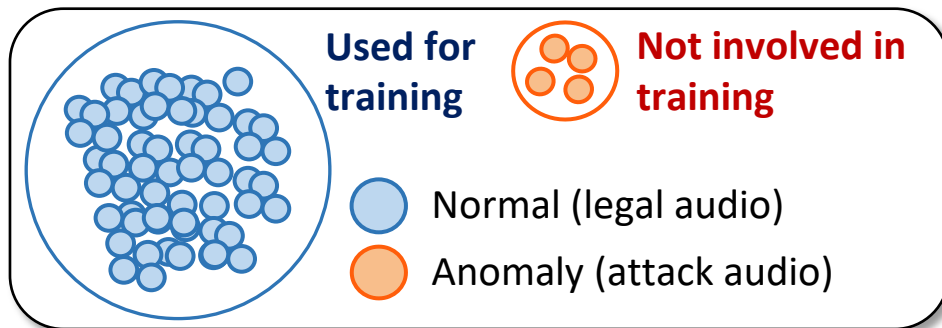 Used for
training
Not involved in
training
Normal (legal audio)
Anomaly (attack audio)